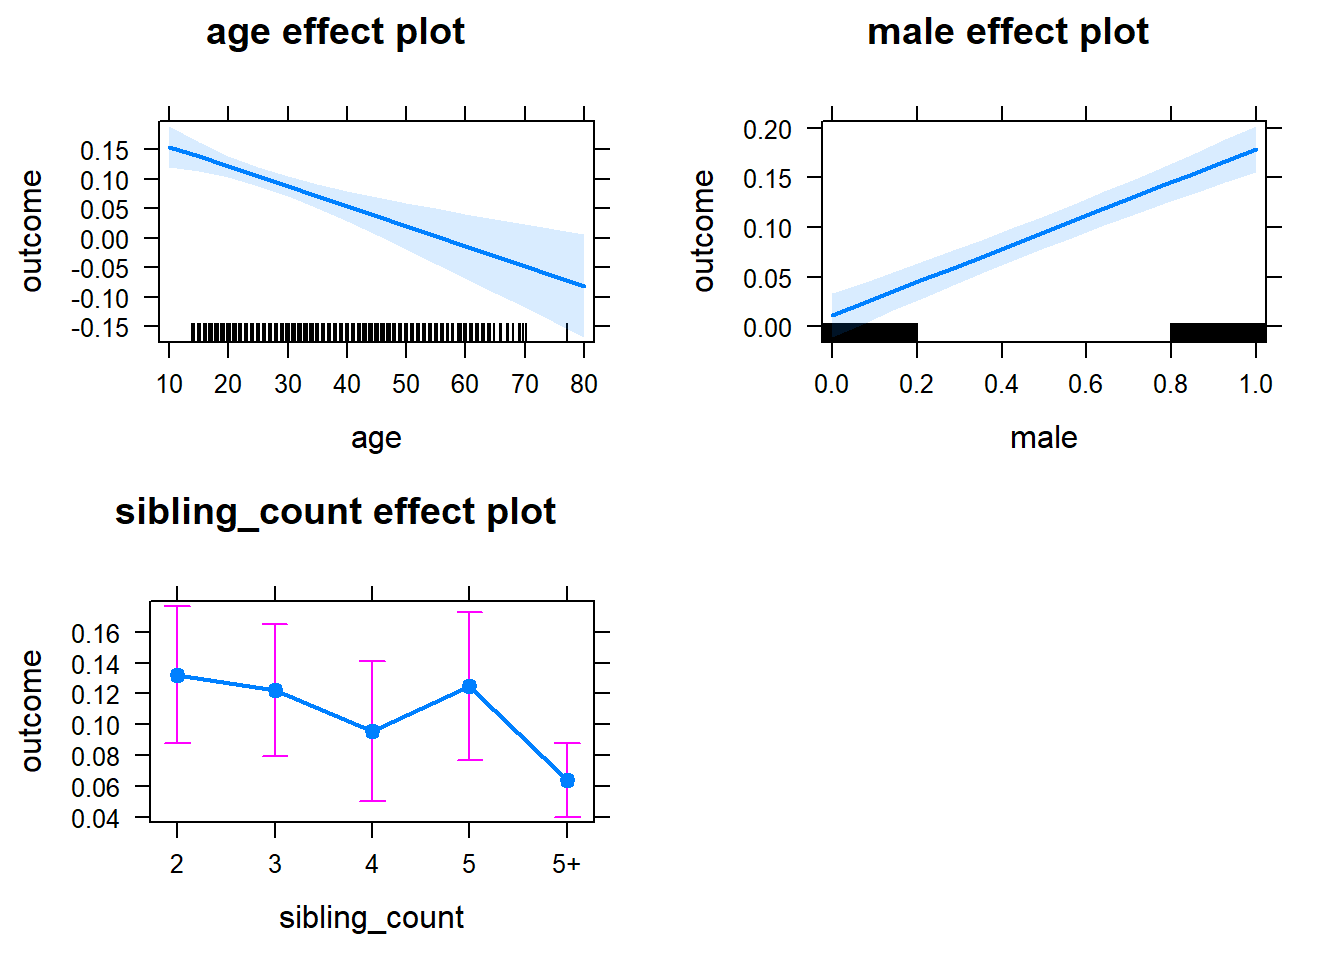 age effect plot
outcome
0.15
0.10
0.05
0.00
-0.05
-0.10
-0.15
10 20 30 40 50 60 70 80
age
male effect plot
outcome
0.20
0.15
0.10
0.05
0.00
0.0 0.2 0.4 0.6 0.8 1.0
male
sibling_count effect plot
outcome
0.16
0.14
0.12
0.10
0.08
0.06
0.04
2 3 4 5 5+
sibling_count